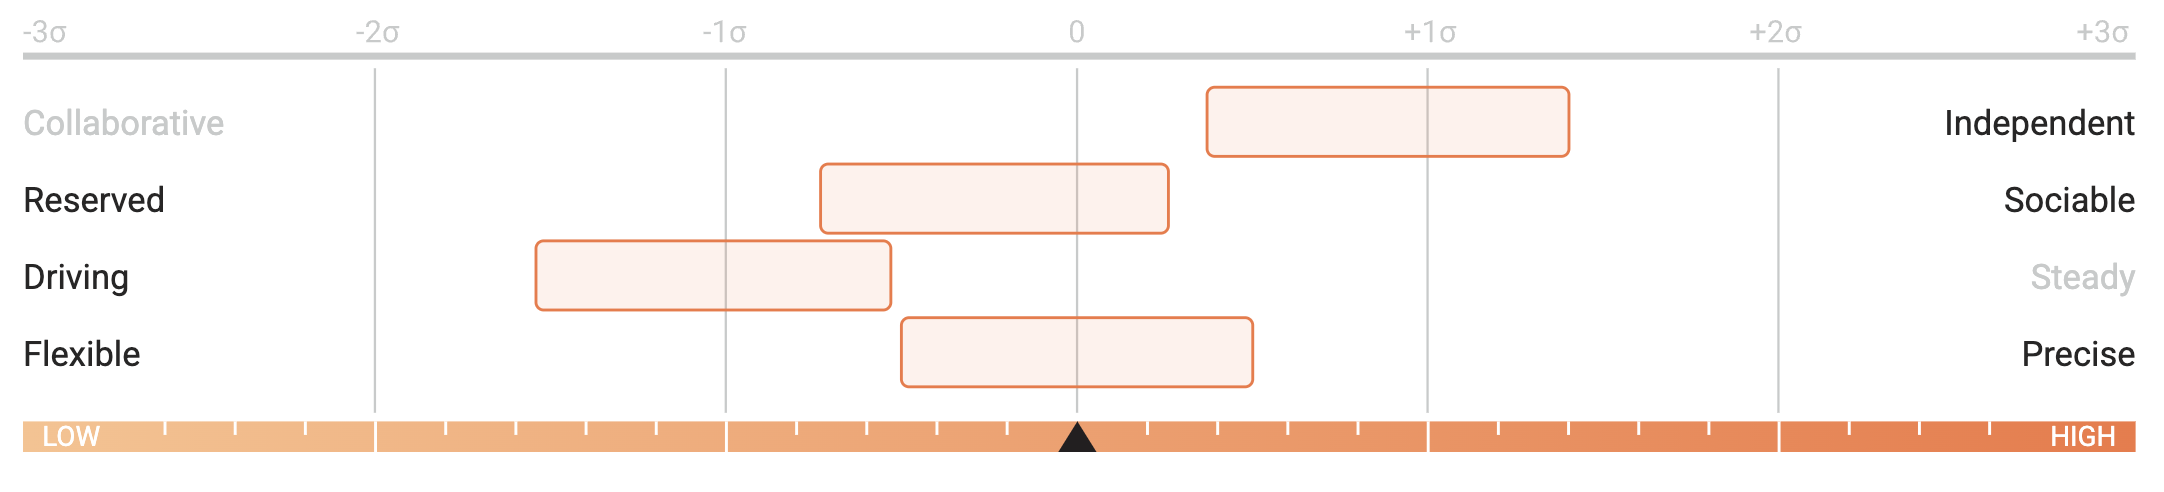 -3σ -2σ -1σ 0 +1σ +2σ +3σ
Collaborative Independent
Reserved Sociable
Driving Steady
Flexible Precise
LOW HIGH